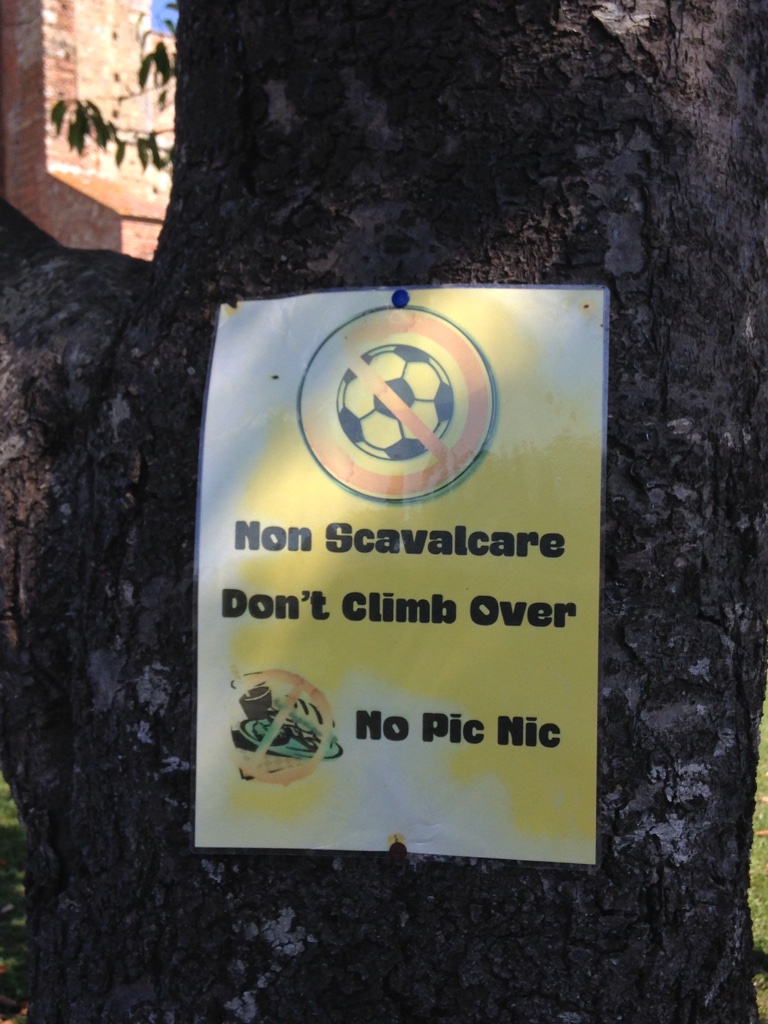 Non Scavalcare
Don't Climb Over
No Pic Nic